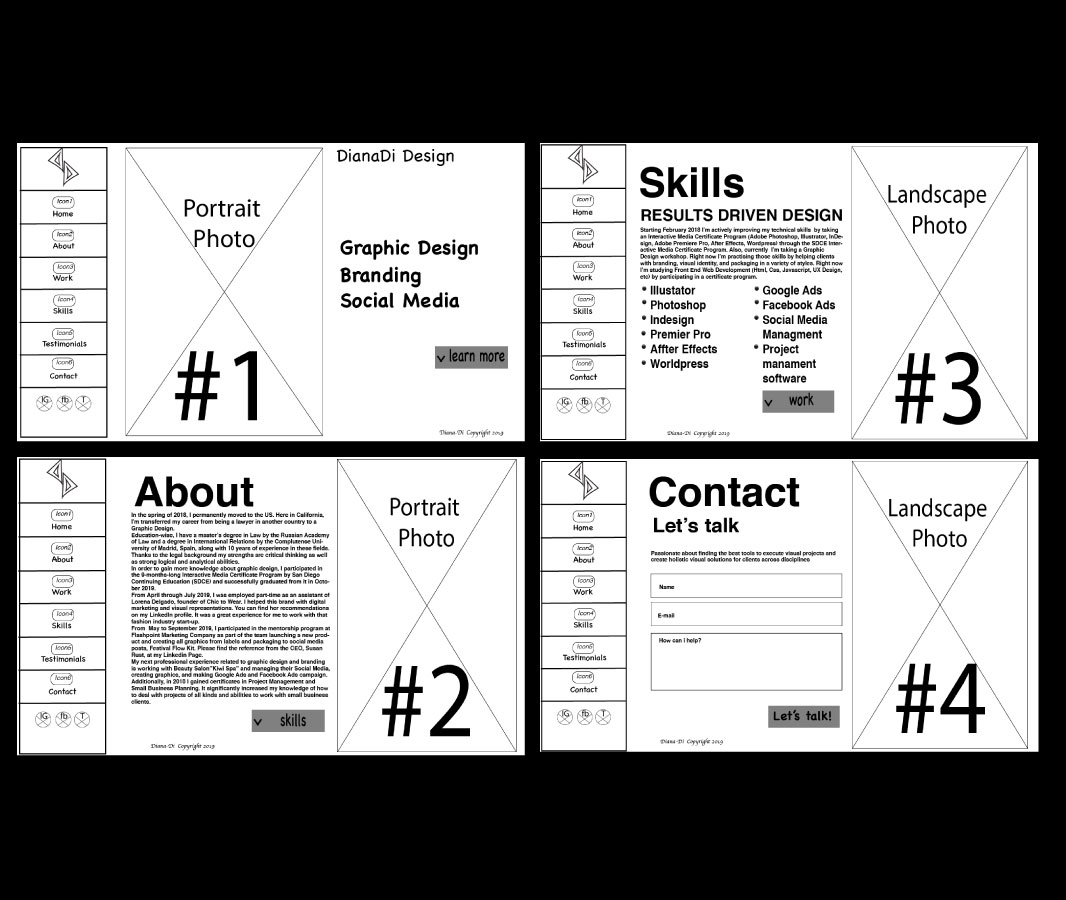 Icon1
Home
Icon2
About
Icon3
Work
Icon4
Skills
Icon5
Testimonials
Icon6
Contact
IG fb T
Portrait
Photo
#1
DianaDi Design
Graphic Design
Branding
Social Media
learn more
Diana-Di Copyright 2019
Icon1
Home
Icon2
About
Icon3
Work
Icon4
Skills
Icon5
Testimonials
Icon6
Contact
IG fb T
Skills
RESULTS DRIVEN DESIGN
Starting February 2018 I'm actively improving my technical skills by taking
an Interactive Media Certificate Program (Adobe Photoshop, Illustrator, InDe-
sign, Adobe Premiere Pro, After Effects, Wordpress) through the SDCE Inter-
active Media Certificate Program. Also, currently I'm taking a Graphic
Design workshop. Right now I'm practising those skills by helping clients
with branding, visual identity, and packaging in a variety of styles. Right now
I'm studying Front End Web Development (Html, Css, Javascript, UX Design,
etc) by participating in a certificate program.
• Illustator
• Photoshop
• Indesign
• Premier Pro
• Affter Effects
• Worldpress
• Google Ads
• Facebook Ads
• Social Media
Managment
• Project
manament
software
work
Diana-Di Copyright 2019
Landscape
Photo
#3
Icon1
Home
Icon2
About
Icon3
Work
Icon4
Skills
Icon5
Testimonials
Icon6
Contact
IG fb T
About
In the spring of 2018, I permanently moved to the US. Here in California,
I'm transferred my career from being a lawyer in another country to a
Graphic Design.
Education-wise, I have a master's degree in Law by the Russian Academy
of Law and a degree in International Relations by the Complutense Uni-
versity of Madrid, Spain, along with 10 years of experience in these fields.
Thanks to the legal background my strengths are critical thinking as well
as strong logical and analytical abilities.
In order to gain more knowledge about graphic design, I participated in
the 9-months-long Interactive Media Certificate Program by San Diego
Continuing Education (SDCE) and successfully graduated from it in Octo-
ber 2019.
From April through July 2019, I was employed part-time as an assistant of
Lorena Delgado, founder of Chic to Wear. I helped this brand with digital
marketing and visual representations. You can find her recommendations
on my LinkedIn profile. It was a great experience for me to work with that
fashion industry start-up.
From May to September 2019, I participated in the mentorship program at
Flashpoint Marketing Company as part of the team launching a new prod-
uct and creating all graphics from labels and packaging to social media
posts, Festival Flow Kit. Please find the reference from the CEO, Susan
Rust, at my LinkedIn Page.
My next professional experience related to graphic design and branding
is working with Beauty Salon"Kiwi Spa" and managing their Social Media,
creating graphics, and making Google Ads and Facebook Ads campaign.
Additionally, in 2018 I gained certificates in Project Management and
Small Business Planning. It significantly increased my knowledge of how
to deal with projects of all kinds and abilities to work with small business
clients.
skills
Diana-Di Copyright 2019
Portrait
Photo
#2
Icon1
Home
Icon2
About
Icon3
Work
Icon4
Skills
Icon5
Testimonials
Icon6
Contact
IG fb T
Contact
Let's talk
Passionate about finding the best tools to execute visual projects and
create holistic visual solutions for clients across disciplines
Name
E-mail
How can I help?
Let's talk!
Diana-Di Copyright 2019
Landscape
Photo
#4